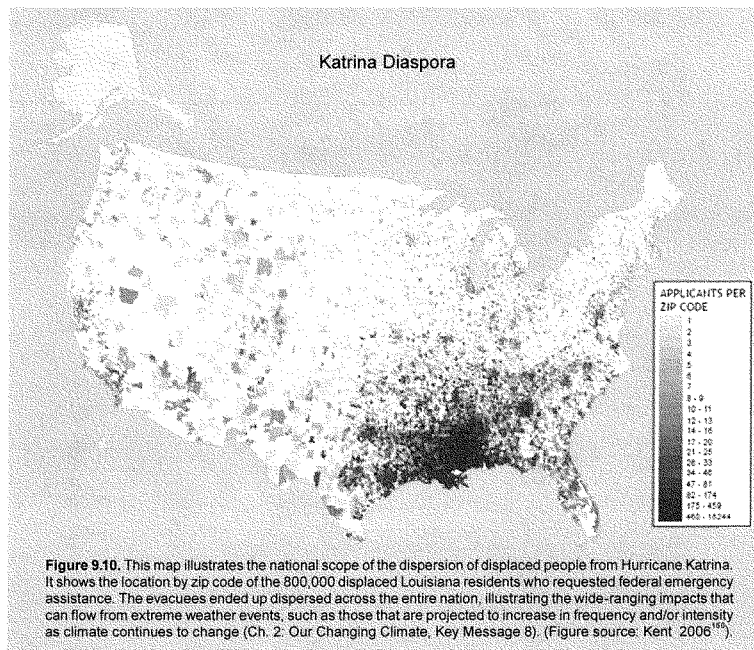 Katrina Diaspora
APPLICANTS PER
ZIP CODE
1
2
3
4
5
6
7
8 - 9
10 - 11
12 - 13
14 - 16
17 - 20
21 - 25
26 - 33
34 - 46
47 - 81
82 - 174
175 - 459
Figure 9.10. This map illustrates the national scope of the dispersion of displaced people from Hurricane Katrina.
It shows the location by zip code of the 800,000 displaced Louisiana residents who requested federal emergency
assistance. The evacuees ended up dispersed across the entire nation, illustrating the wide-ranging impacts that
can flow from extreme weather events, such as those that are projected to increase in frequency and/or intensity
as climate continues to change (Ch. 2: Our Changing Climate, Key Message 8). (Figure source: Kent 2006